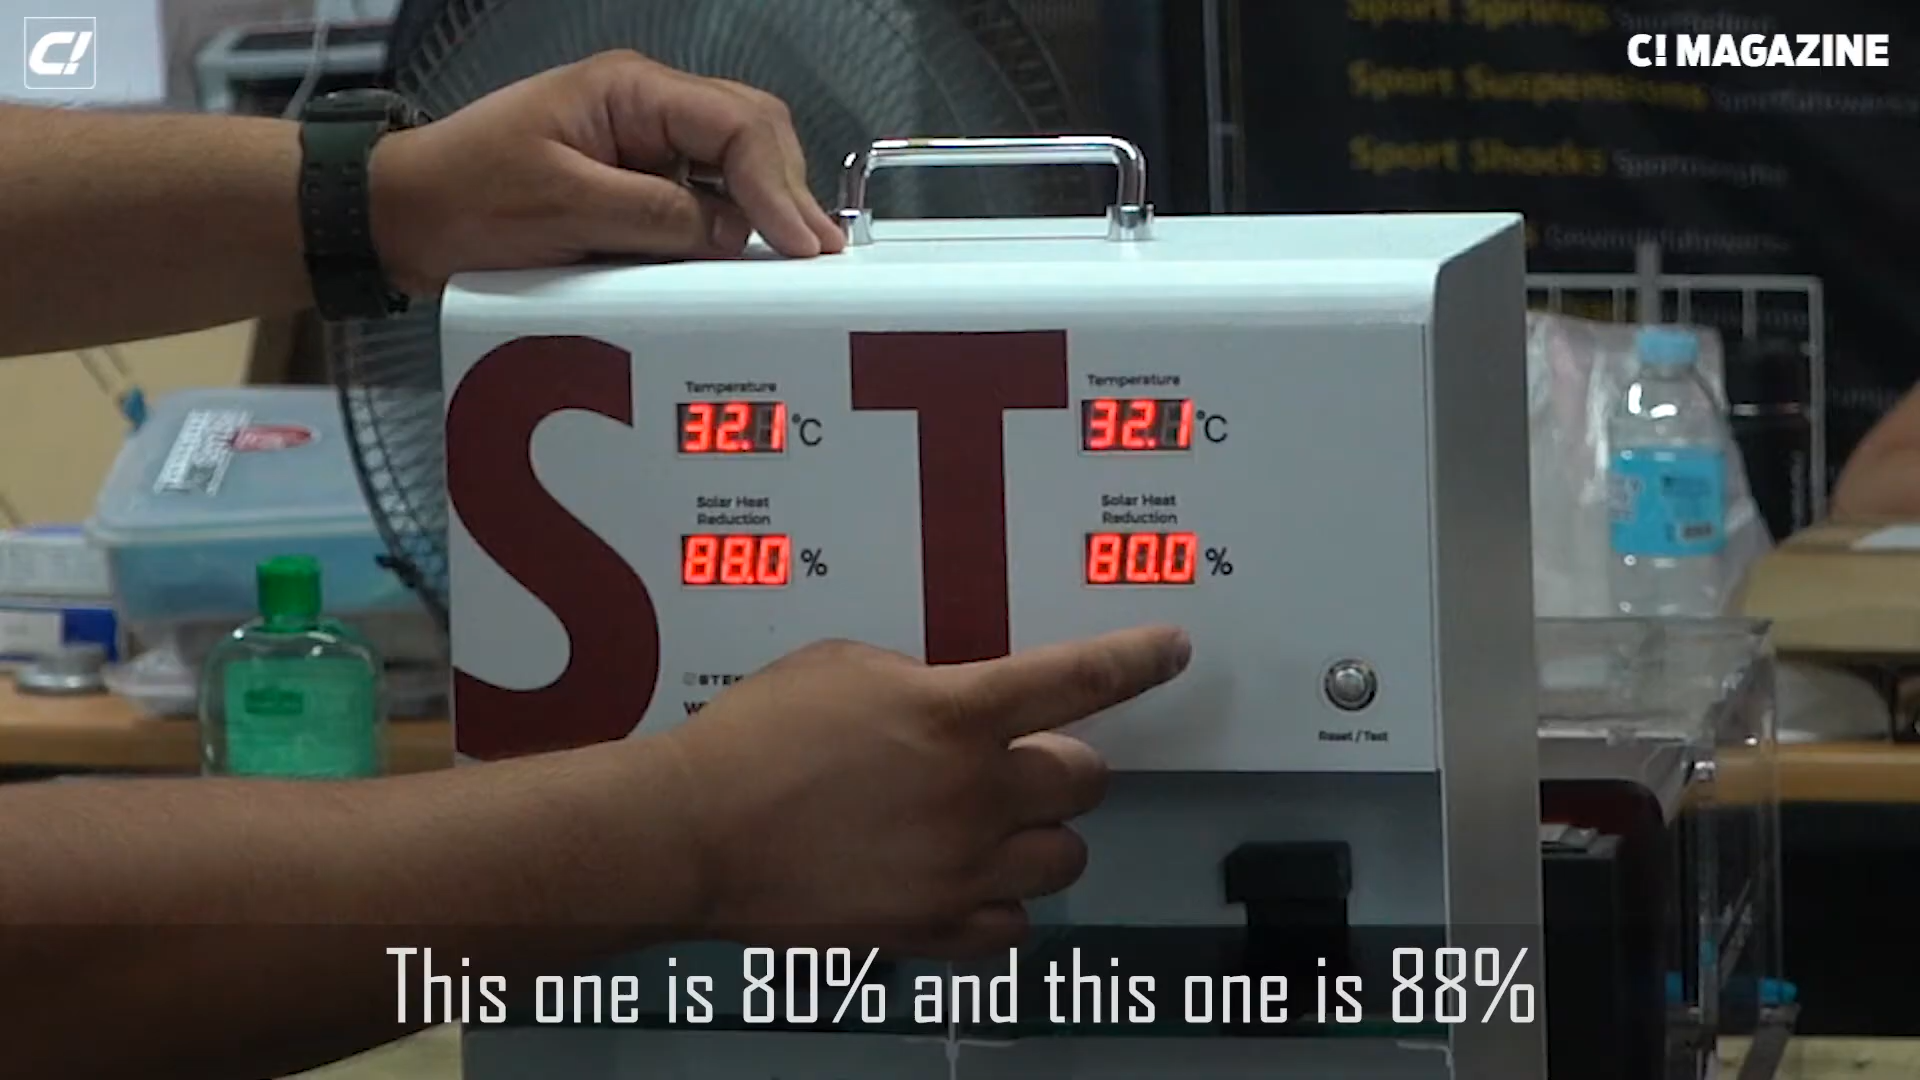 C!
C! MAGAZINE
Sport Springs
Sport Suspensions
Sport Shocks
S T
Temperature
32.1 °C
Temperature
32.1 °C
Solar Heat
Reduction
88.0 %
Solar Heat
Reduction
80.0 %
Reset / Test
This one is 80% and this one is 88%